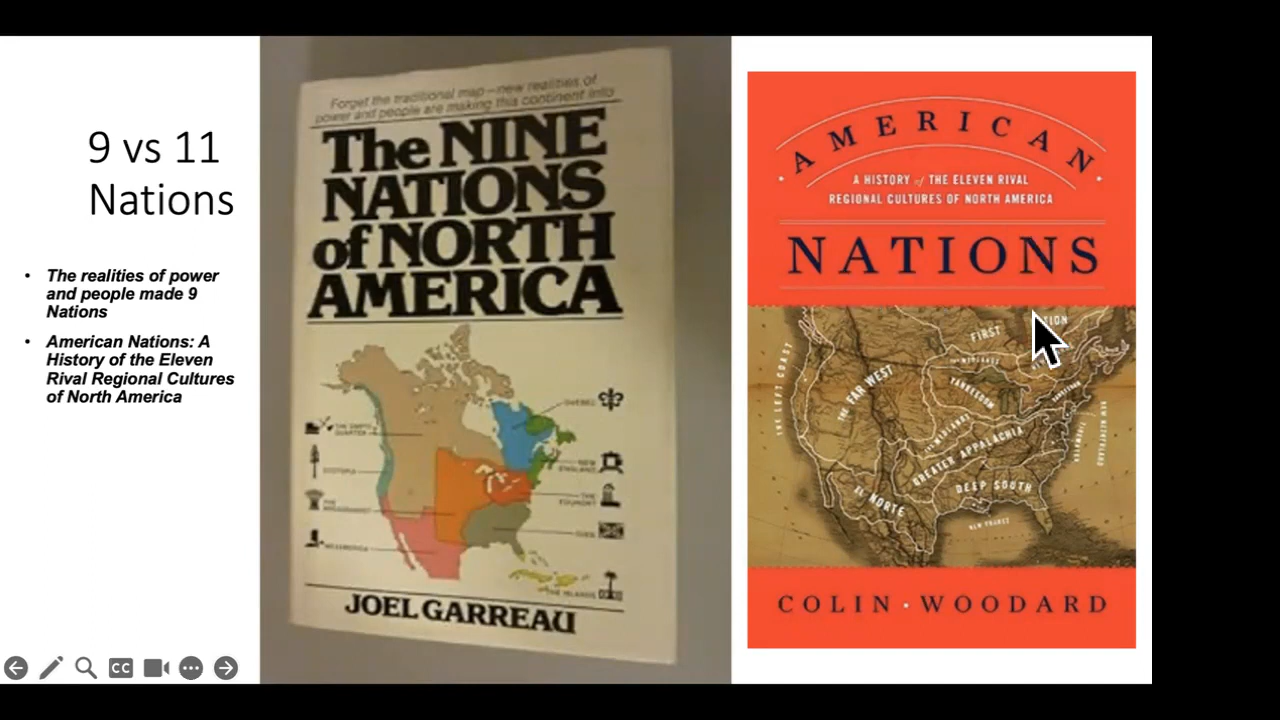 9 vs 11
Nations
• The realities of power
and people made 9
Nations
• American Nations: A
History of the Eleven
Rival Regional Cultures
of North America
CC
Forget the traditional map—new realities of
power and people are making this continent into
The NINE
NATIONS
of NORTH
AMERICA
QUEBEC
THE EMPTY
QUARTER
ECOTOPIA
NEW
ENGLAND
THE
FOUNDRY
THE
BREADBASKET
DIXIE
MEXAMERICA
THE ISLANDS
JOEL GARREAU
AMERICAN
A HISTORY of THE ELEVEN RIVAL
REGIONAL CULTURES OF NORTH AMERICA
NATIONS
FIRST
THE LEFT COAST
THE FAR WEST
THE MIDLANDS
YANKEEDOM
THE MIDLANDS
NEW NETHERLAND
TIDEWATER
GREATER APPALACHIA
DEEP SOUTH
EL NORTE
NEW FRANCE
COLIN · WOODARD